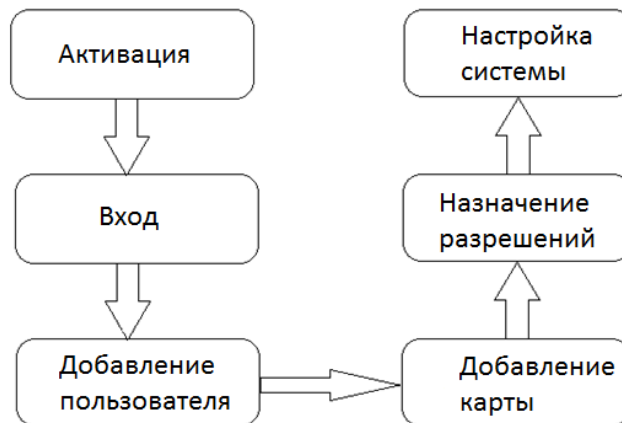 Активация
Вход
Добавление
пользователя
Добавление
карты
Назначение
разрешений
Настройка
системы